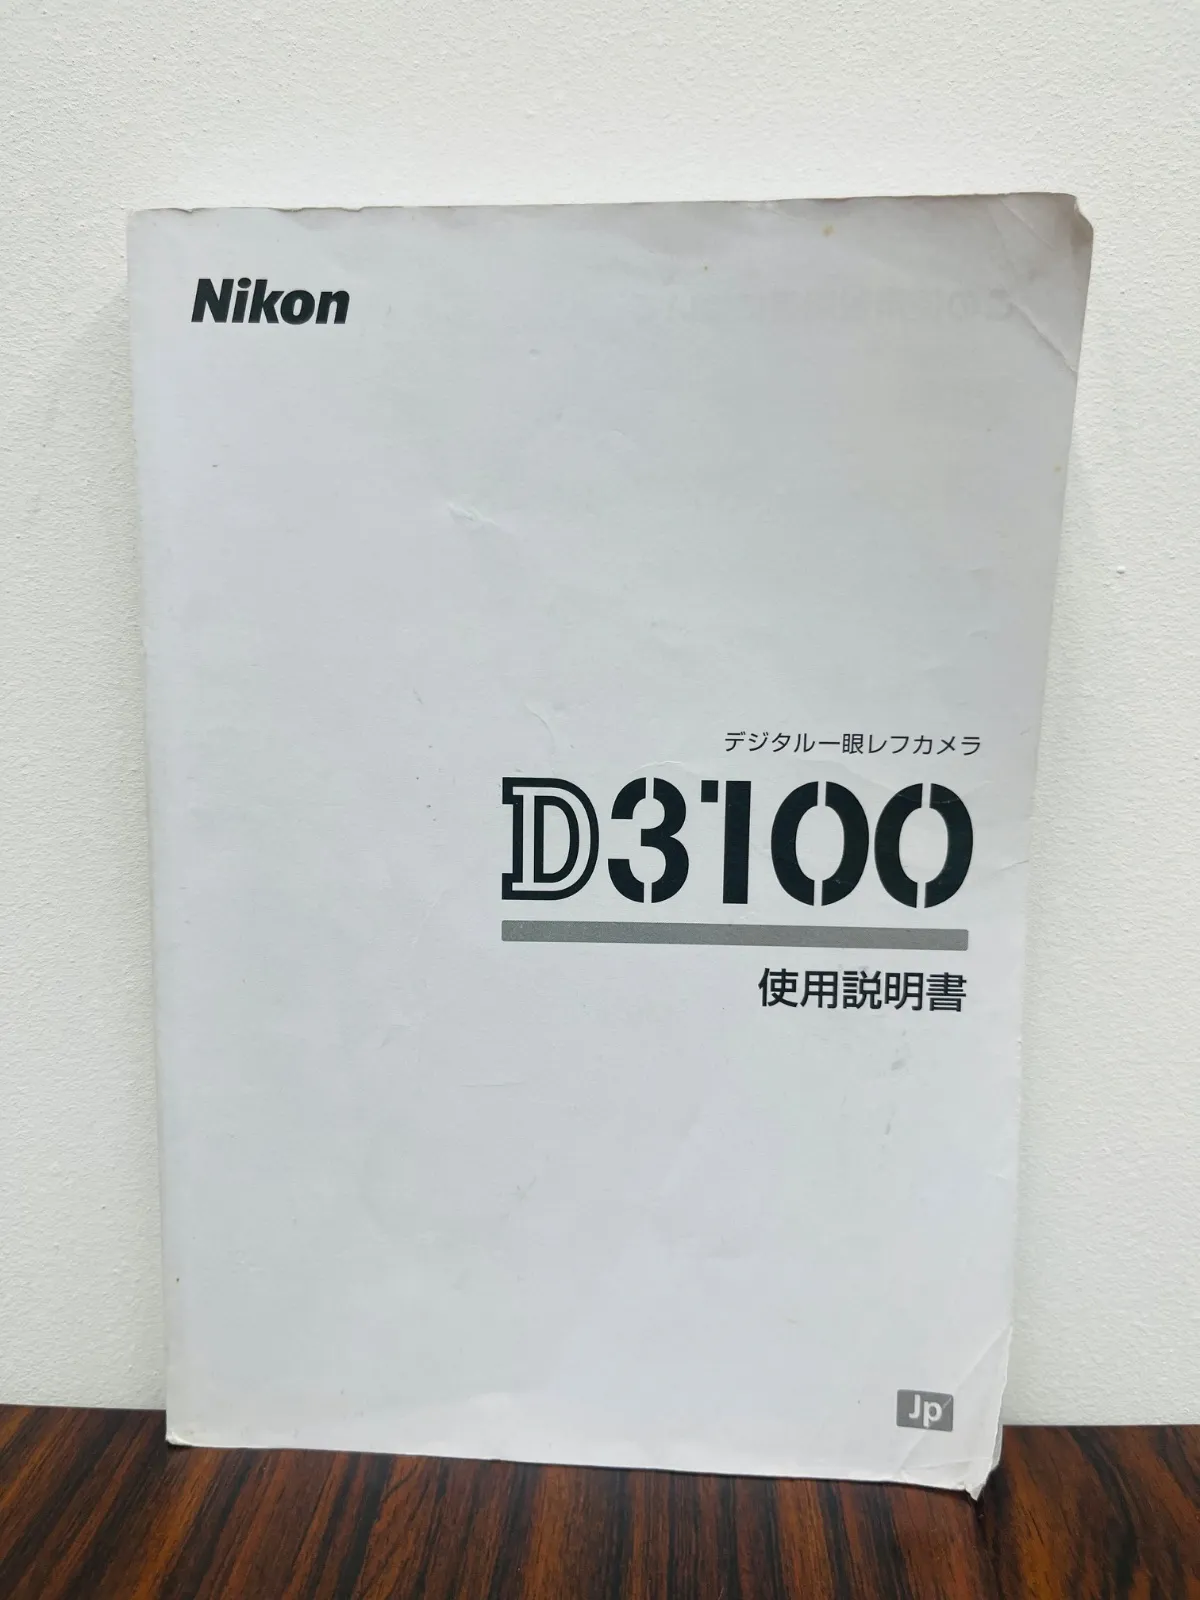 Nikon
デジタル一眼レフカメラ
D3100
使用説明書
Jp